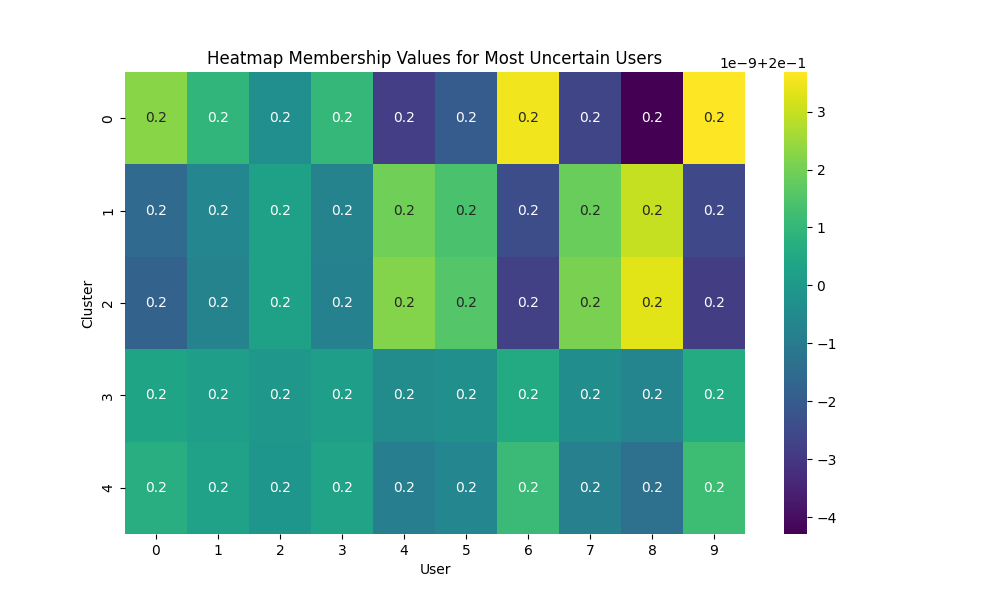 Heatmap Membership Values for Most Uncertain Users
1e−9+2e−1
0 0.2 0.2 0.2 0.2 0.2 0.2 0.2 0.2 0.2 0.2
1 0.2 0.2 0.2 0.2 0.2 0.2 0.2 0.2 0.2 0.2
2 0.2 0.2 0.2 0.2 0.2 0.2 0.2 0.2 0.2 0.2
3 0.2 0.2 0.2 0.2 0.2 0.2 0.2 0.2 0.2 0.2
4 0.2 0.2 0.2 0.2 0.2 0.2 0.2 0.2 0.2 0.2
Cluster
0 1 2 3 4 5 6 7 8 9
User
3
2
1
0
−1
−2
−3
−4